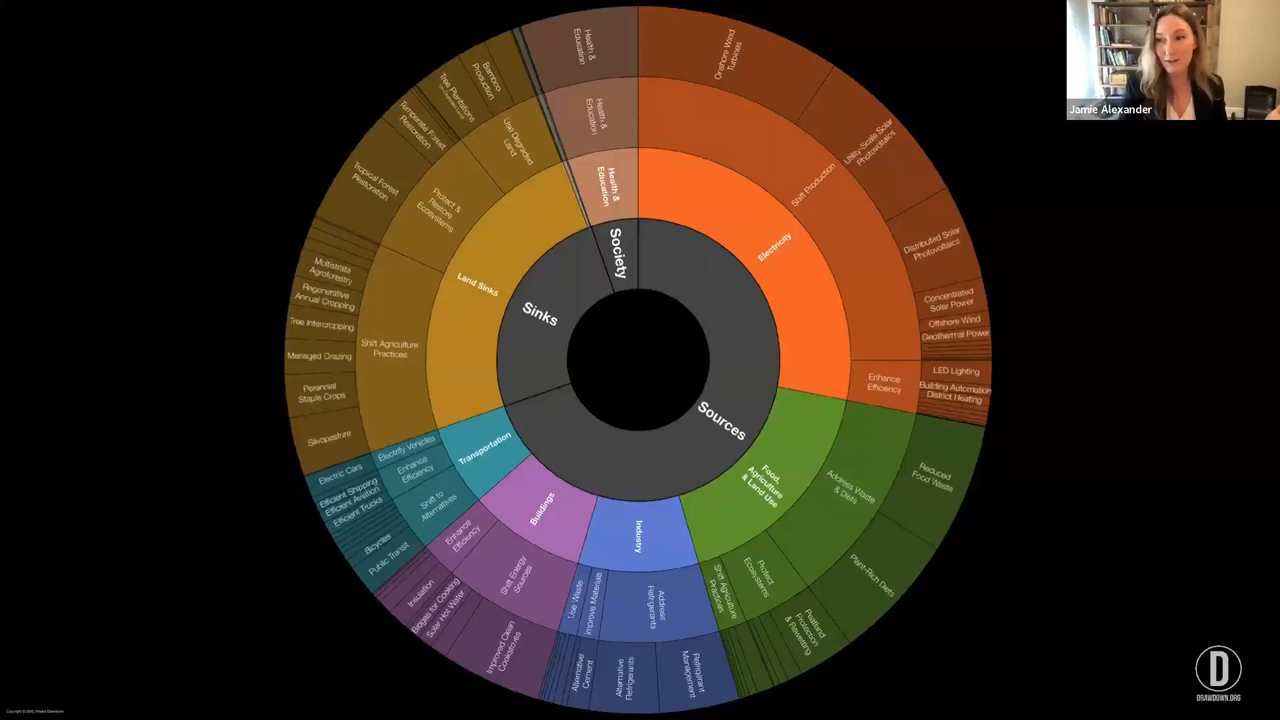 Jamie Alexander
Sources
Sinks
Society
Electricity
Shift Production
Onshore Wind
Turbines
Utility-Scale Solar
Photovoltaics
Distributed Solar
Photovoltaics
Concentrated
Solar Power
Offshore Wind
Geothermal Power
Enhance
Efficiency
LED Lighting
Building Automation
District Heating
Food,
Agriculture
& Land Use
Address Waste
& Diets
Reduced
Food Waste
Plant-Rich Diets
Protect
Ecosystems
Peatland
Protection
& Rewetting
Shift Agriculture
Practices
Industry
Address
Refrigerants
Refrigerant
Management
Alternative
Refrigerants
Improve Materials
Alternative
Cement
Use Waste
Buildings
Shift Energy
Sources
Improved Clean
Cookstoves
Solar Hot Water
Biogas for Cooking
Enhance
Efficiency
Insulation
Transportation
Shift to
Alternatives
Public Transit
Bicycles
Enhance
Efficiency
Efficient Trucks
Efficient Aviation
Efficient Shipping
Electrify Vehicles
Electric Cars
Land Sinks
Shift Agriculture
Practices
Silvopasture
Perennial
Staple Crops
Managed Grazing
Tree Intercropping
Regenerative
Annual Cropping
Multistrata
Agroforestry
Protect &
Restore
Ecosystems
Tropical Forest
Restoration
Temperate Forest
Restoration
Use Degraded
Land
Tree Plantations
Bamboo
Production
Health &
Education
Health &
Education
Health &
Education
D
DRAWDOWN.ORG